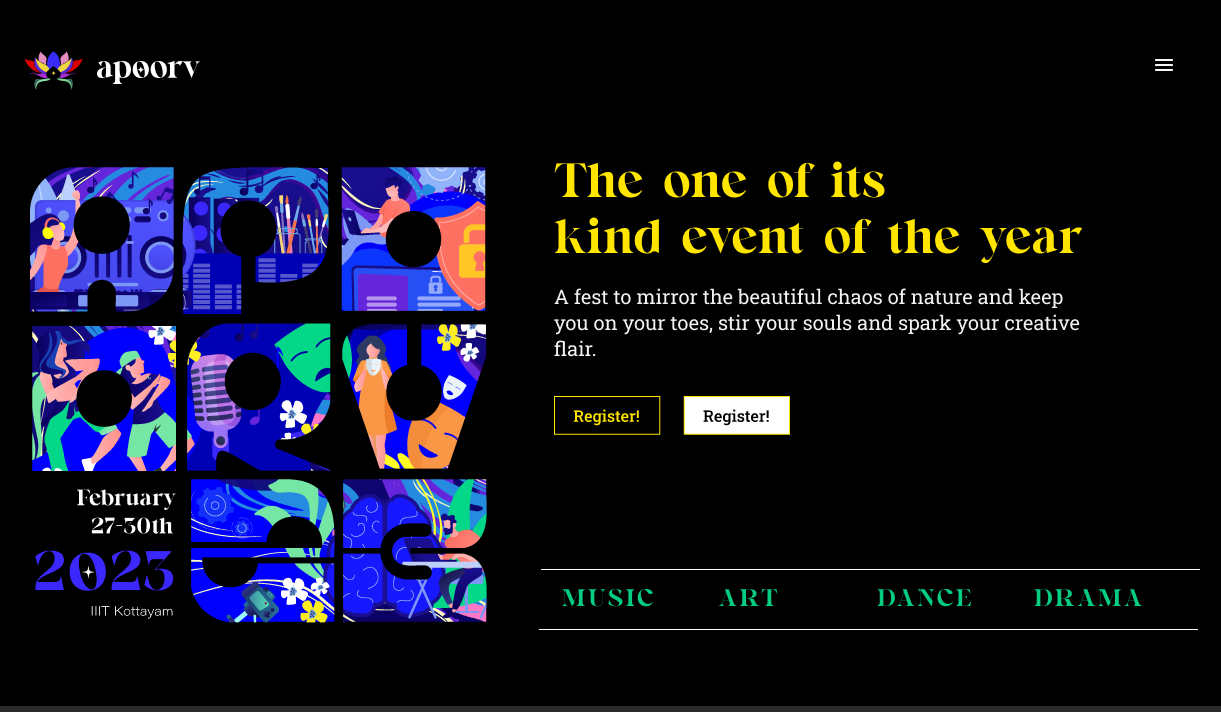 apoorv
The one of its
kind event of the year
A fest to mirror the beautiful chaos of nature and keep
you on your toes, stir your souls and spark your creative
flair.
Register! Register!
APOORV
February
27-30th
2023
IIIT Kottayam
MUSIC ART DANCE DRAMA